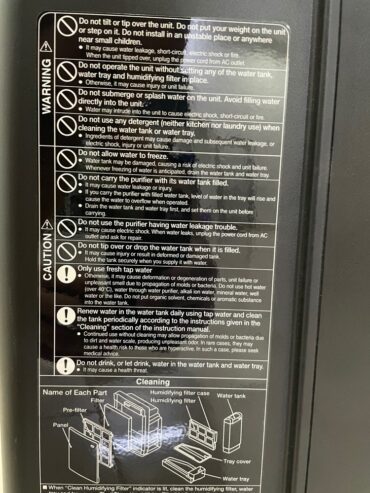 WARNING
Do not tilt or tip over the unit. Do not put your weight on the unit
or step on it. Do not install in an unstable place or anywhere
near small children.
● It may cause water leakage, short-circuit, electric shock or fire.
When the unit tipped over, unplug the power cord from AC outlet.
Do not operate the unit without setting any of the water tank,
water tray and humidifying filter in place.
● Otherwise, it may cause injury or unit failure.
Do not submerge or splash water on the unit. Avoid filling water
directly into the unit.
● Water may intrude into the unit to cause electric shock, short-circuit or fire.
Do not use any detergent (neither kitchen nor laundry use) when
cleaning the water tank or water tray.
● Ingredients of detergent may cause damage and subsequent water leakage, or
electric shock, injury or unit failure.
CAUTION
Do not allow water to freeze.
● Water tank may be damaged, causing a risk of electric shock and unit failure.
Whenever freezing of water is anticipated, drain the water tank and water tray.
Do not carry the purifier with its water tank filled.
● It may cause water leakage or injury.
● If you carry the purifier with filled water tank, level of water in the tray will rise and
cause the water to overflow when operated.
● Drain the water tank and water tray first, and set them on the unit before
carrying.
Do not use the purifier having water leakage trouble.
● It may cause electric shock. When water leaks, unplug the power cord from AC
outlet and ask for repair.
Do not tip over or drop the water tank when it is filled.
● It may cause injury or result in deformed or damaged tank.
Hold the tank securely when you supply it with water.
Only use fresh tap water
● Otherwise, it may cause deformation or degeneration of parts, unit failure or
unpleasant smell due to propagation of molds or bacteria. Do not use hot water
(over 40°C), water through water purifier, alkali ion water, mineral water, well
water or the like. Do not put organic solvent, chemicals or aromatic substance
into the water tank.
Renew water in the water tank daily using tap water and clean
the tank periodically according to the instructions given in the
"Cleaning" section of the instruction manual.
● Continued use without cleaning may allow propagation of molds or bacteria due
to dirt and water scale, producing unpleasant odor. In rare cases, they may
cause a health risk to those who are hyperactive. In such a case, please seek
medical advice.
Do not drink, or let drink, water in the water tank and water tray.
● It may cause a health threat.
Cleaning
Name of Each Part
Humidifying filter case
Water tank
Filter
Humidifying filter
Pre-filter
Panel
Tray cover
Water tray
■ When "Clean Humidifying Filter" indicator is lit, clean the humidifying filter, water